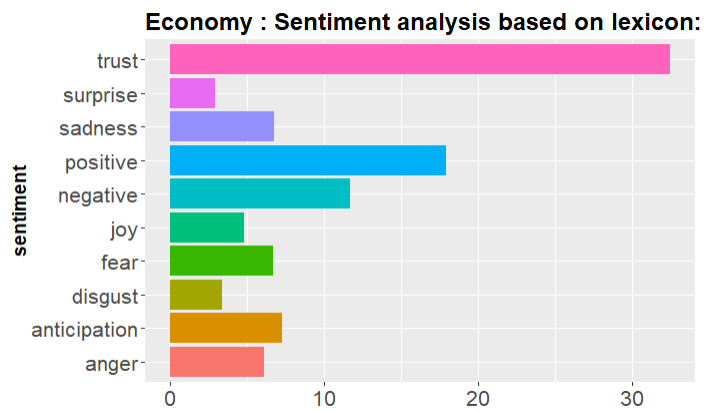 Economy : Sentiment analysis based on lexicon:
sentiment
trust
surprise
sadness
positive
negative
joy
fear
disgust
anticipation
anger
0 10 20 30